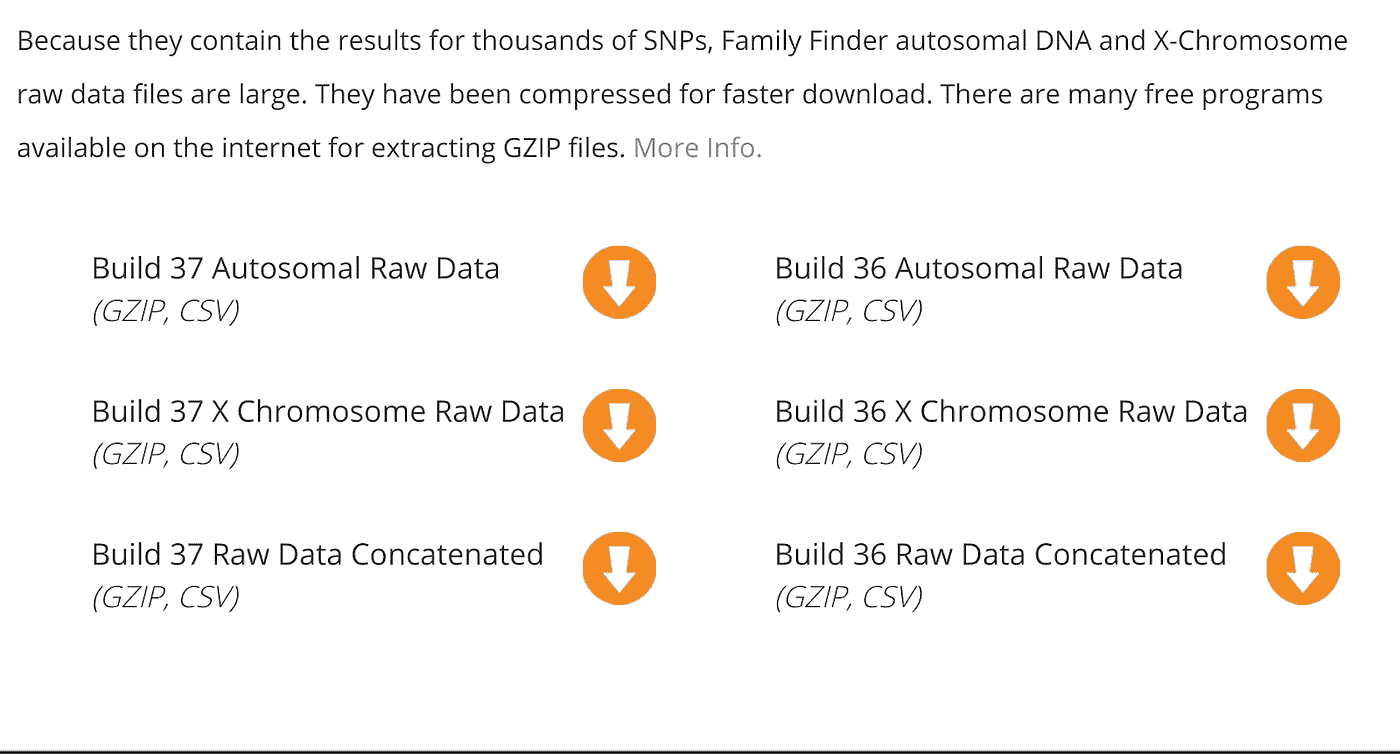 Because they contain the results for thousands of SNPs, Family Finder autosomal DNA and X-Chromosome
raw data files are large. They have been compressed for faster download. There are many free programs
available on the internet for extracting GZIP files. More Info.
Build 37 Autosomal Raw Data
(GZIP, CSV)
Build 36 Autosomal Raw Data
(GZIP, CSV)
Build 37 X Chromosome Raw Data
(GZIP, CSV)
Build 36 X Chromosome Raw Data
(GZIP, CSV)
Build 37 Raw Data Concatenated
(GZIP, CSV)
Build 36 Raw Data Concatenated
(GZIP, CSV)